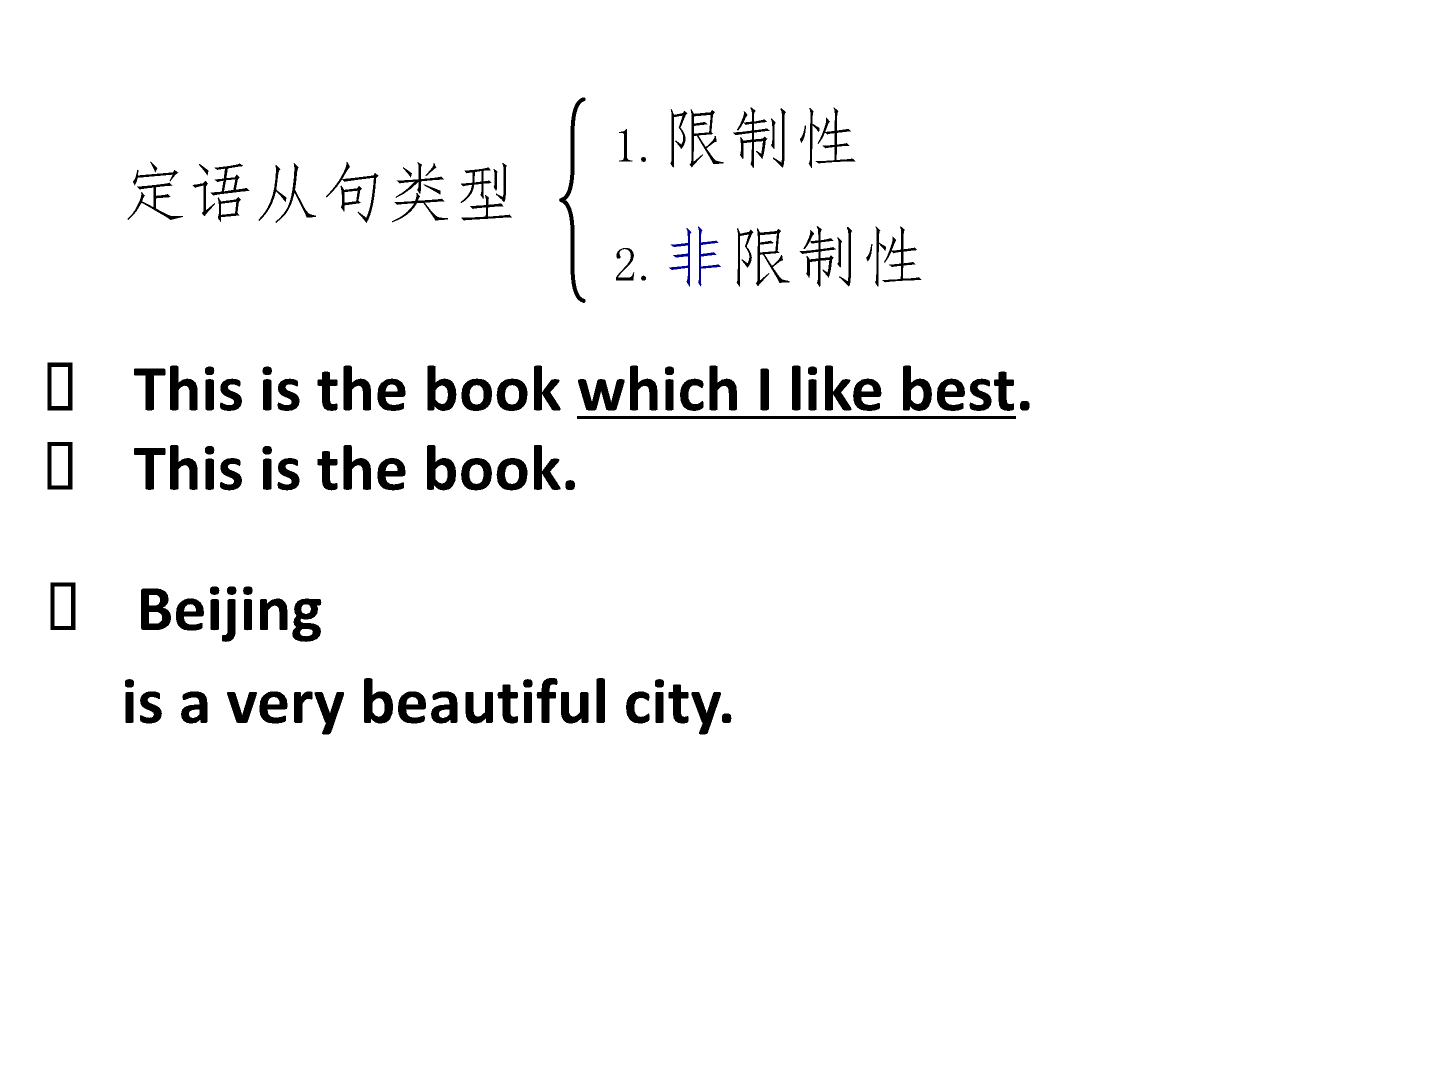 定语从句类型
1. 限制性
2. 非限制性
This is the book which I like best.
This is the book.
Beijing
is a very beautiful city.